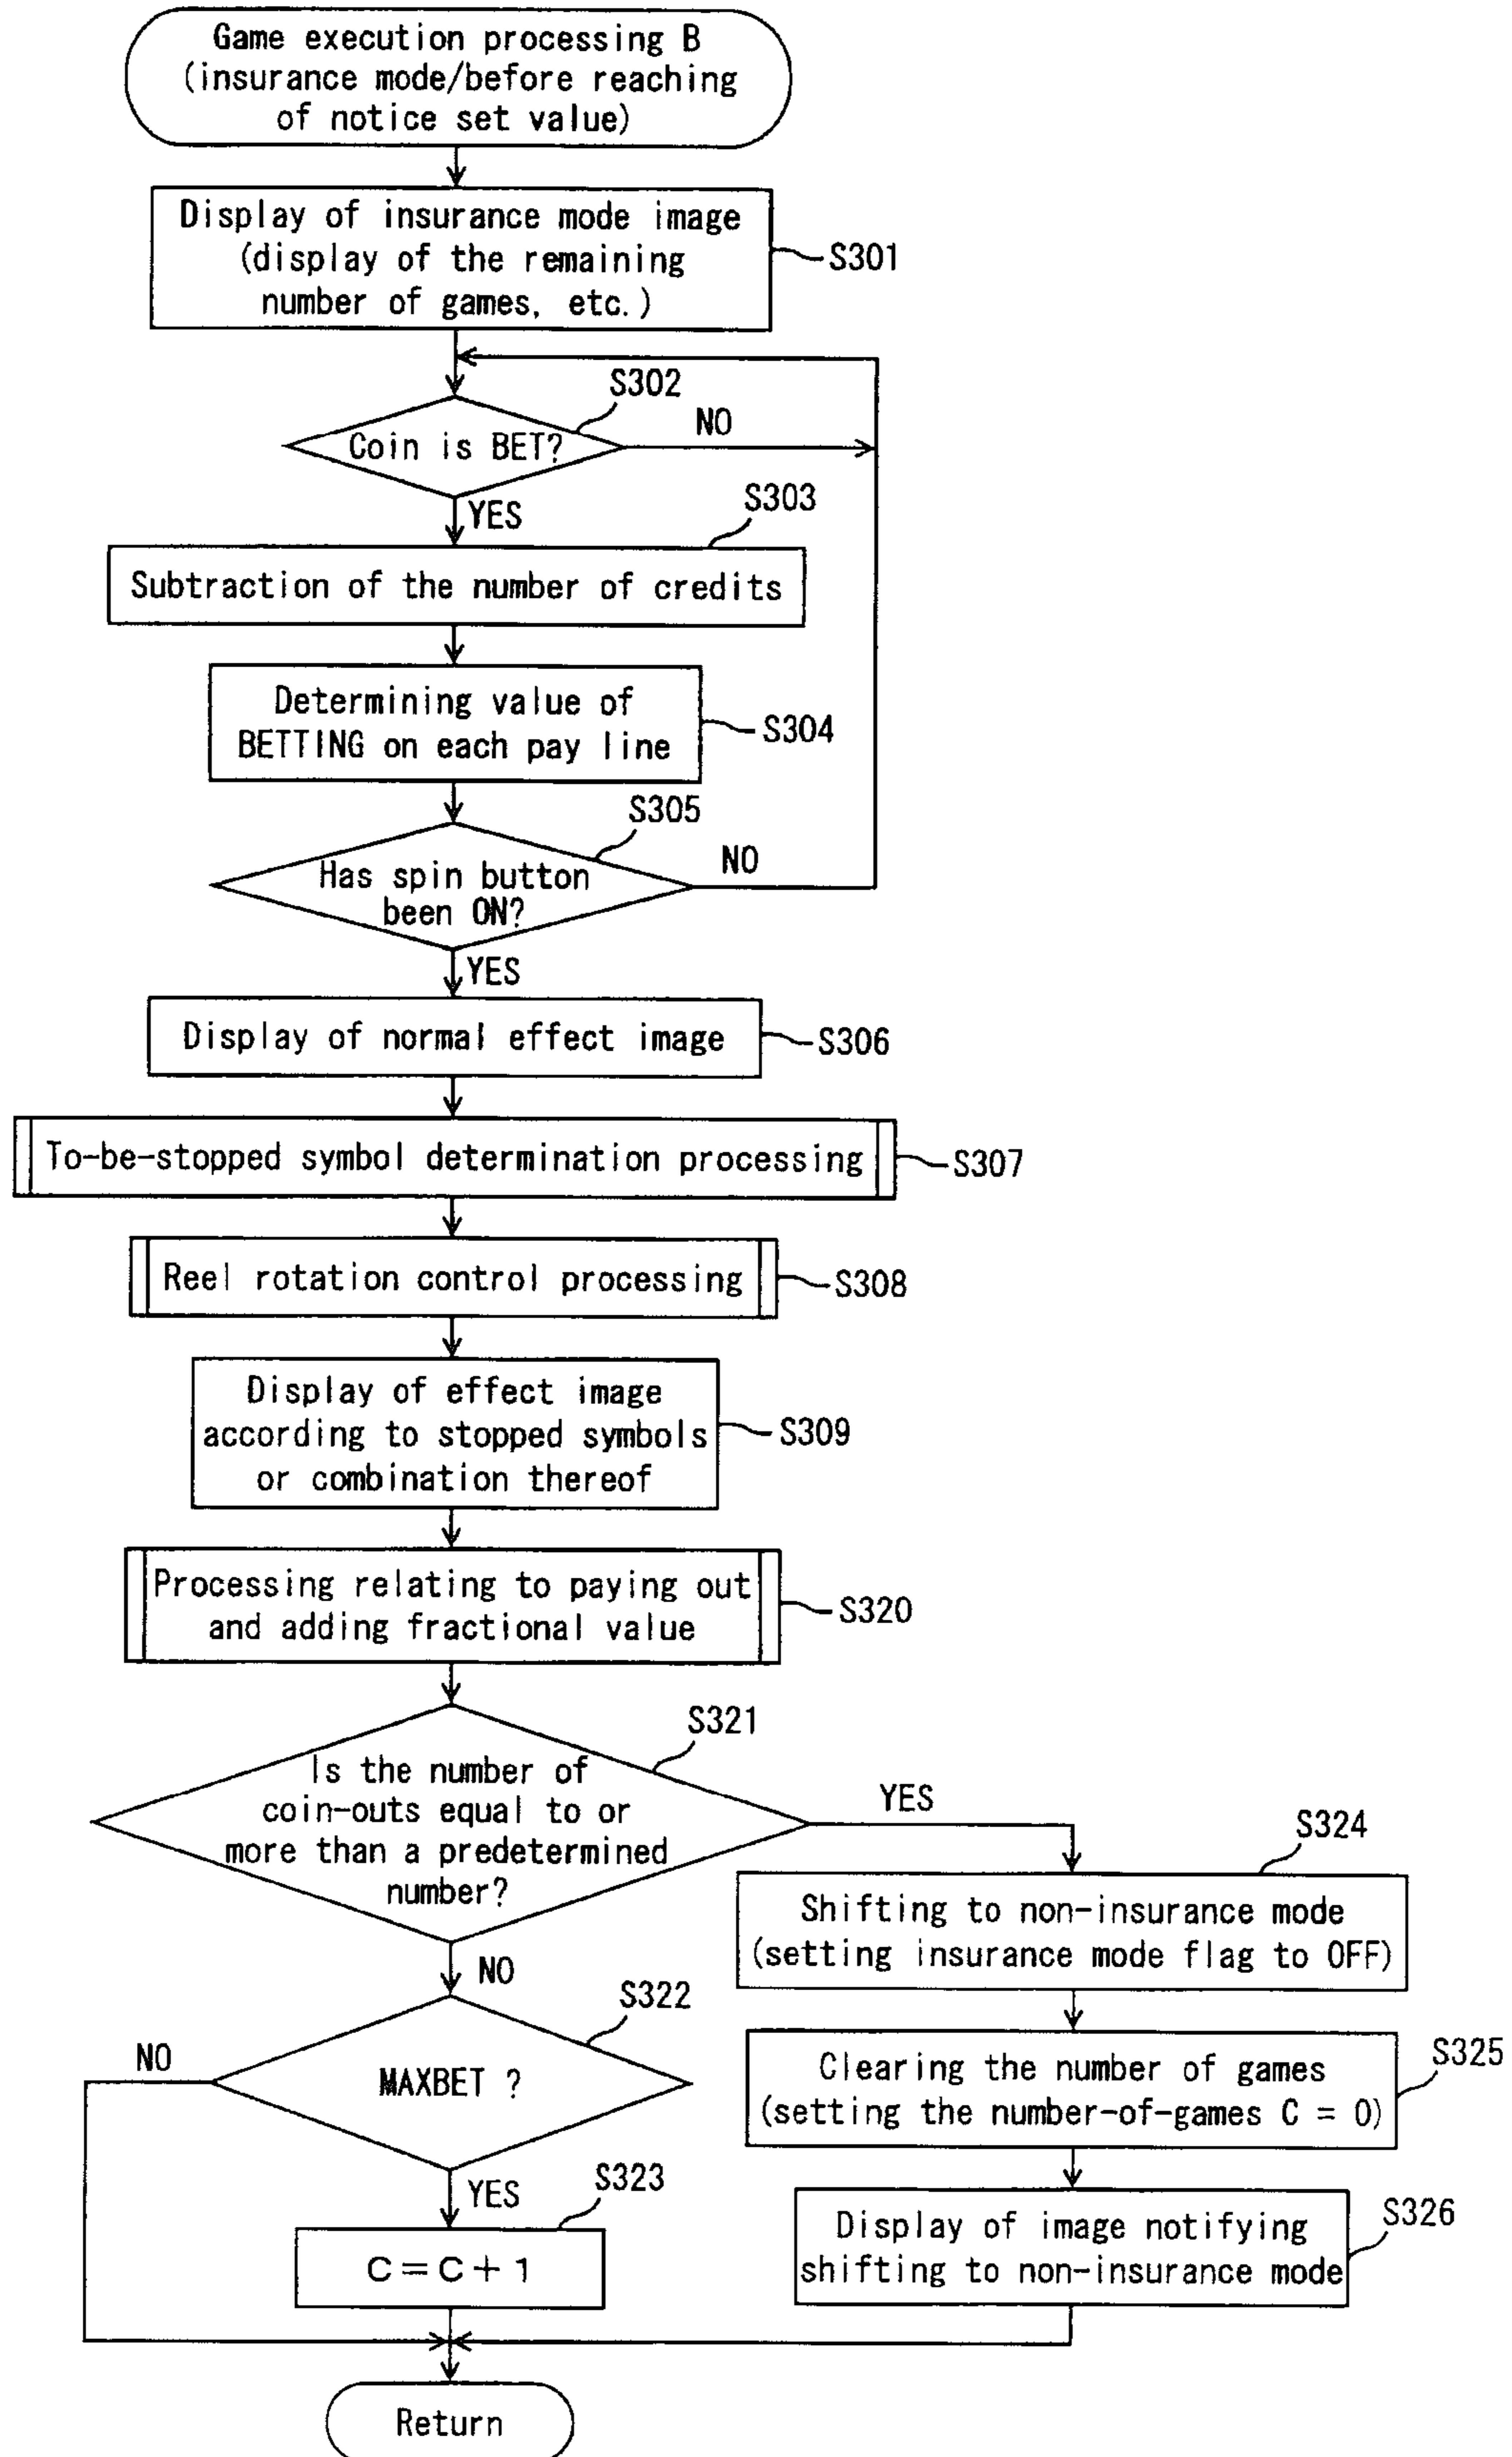 Game execution processing B
(insurance mode/before reaching
of notice set value)
Display of insurance mode image
(display of the remaining
number of games, etc.)
S301
S302
Coin is BET?
NO
YES
S303
Subtraction of the number of credits
Determining value of
BETTING on each pay line
S304
S305
Has spin button
been ON?
NO
YES
Display of normal effect image
S306
To-be-stopped symbol determination processing
S307
Reel rotation control processing
S308
Display of effect image
according to stopped symbols
or combination thereof
S309
Processing relating to paying out
and adding fractional value
S320
S321
Is the number of
coin-outs equal to or
more than a predetermined
number?
YES
NO
S324
Shifting to non-insurance mode
(setting insurance mode flag to OFF)
S322
MAXBET ?
NO
YES
S325
Clearing the number of games
(setting the number-of-games C = 0)
S323
C = C + 1
S326
Display of image notifying
shifting to non-insurance mode
Return